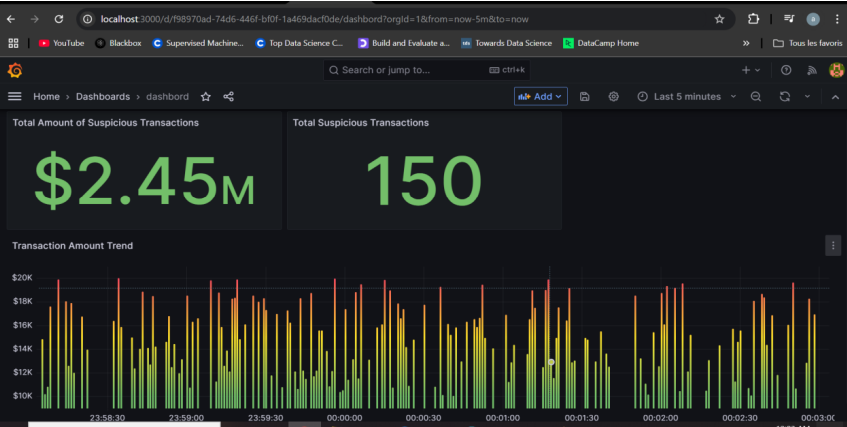 localhost:3000/d/f98970ad-74d6-446f-bf0f-1a469dacf0de/dashbord?orgId=1&from=now-5m&to=now
YouTube Blackbox Supervised Machine... Top Data Science C... Build and Evaluate a... Towards Data Science DataCamp Home » Tous les favoris
Search or jump to... ctrl+k
Home › Dashboards › dashbord Add Last 5 minutes
Total Amount of Suspicious Transactions Total Suspicious Transactions
$2.45M 150
Transaction Amount Trend
$20K
$18K
$16K
$14K
$12K
$10K
23:58:30 23:59:00 23:59:30 00:00:00 00:00:30 00:01:00 00:01:30 00:02:00 00:02:30 00:03:00